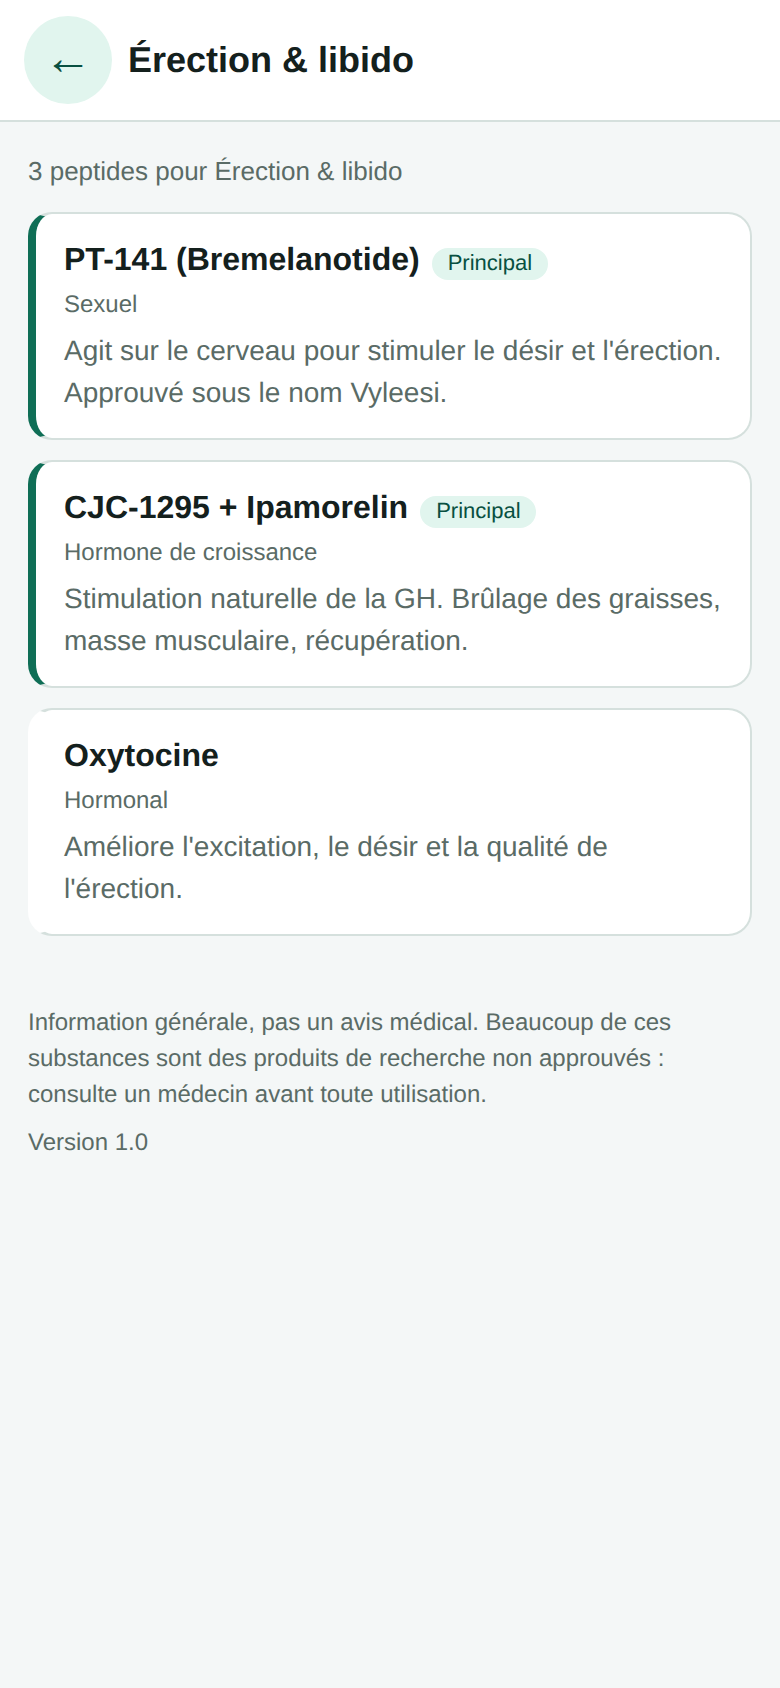 ← Érection & libido
3 peptides pour Érection & libido
PT-141 (Bremelanotide) Principal
Sexuel
Agit sur le cerveau pour stimuler le désir et l'érection.
Approuvé sous le nom Vyleesi.
CJC-1295 + Ipamorelin Principal
Hormone de croissance
Stimulation naturelle de la GH. Brûlage des graisses,
masse musculaire, récupération.
Oxytocine
Hormonal
Améliore l'excitation, le désir et la qualité de
l'érection.
Information générale, pas un avis médical. Beaucoup de ces
substances sont des produits de recherche non approuvés :
consulte un médecin avant toute utilisation.
Version 1.0